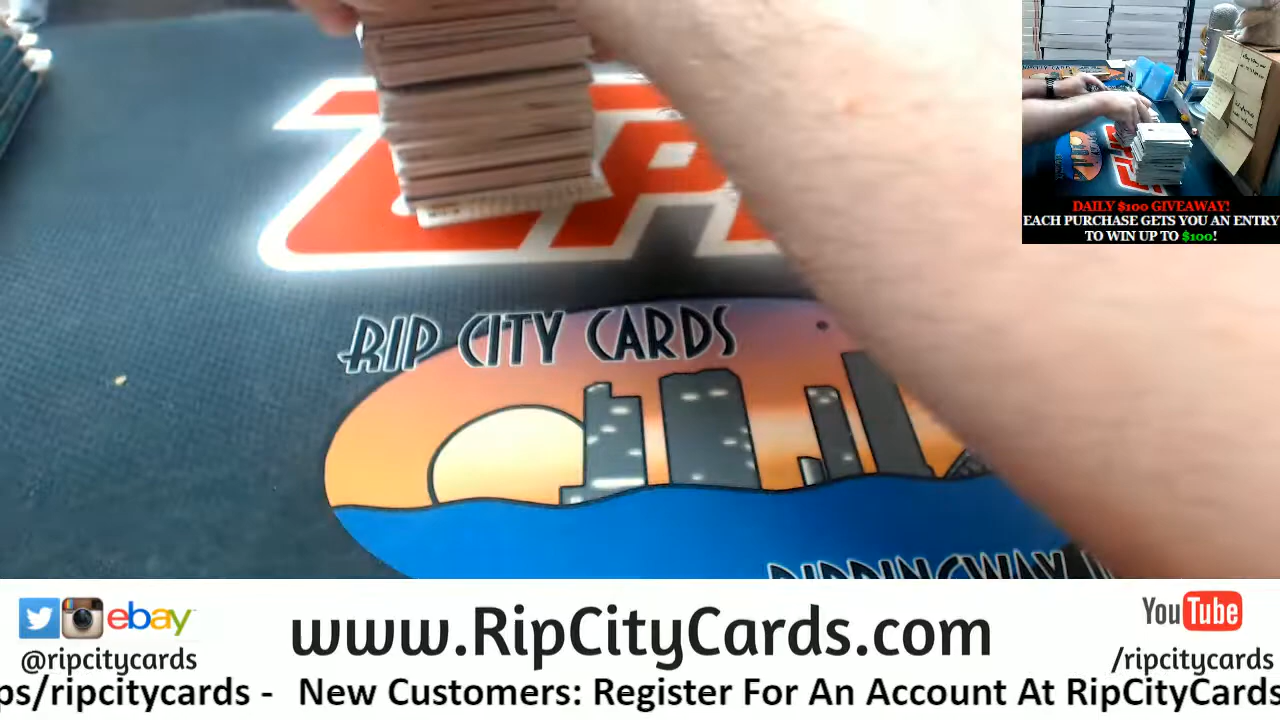 DAILY $100 GIVEAWAY!
EACH PURCHASE GETS YOU AN ENTRY
TO WIN UP TO $100!
RIP CITY CARDS
ebay
@ripcitycards
www.RipCityCards.com
YouTube
/ripcitycards
ps/ripcitycards - New Customers: Register For An Account At RipCityCards